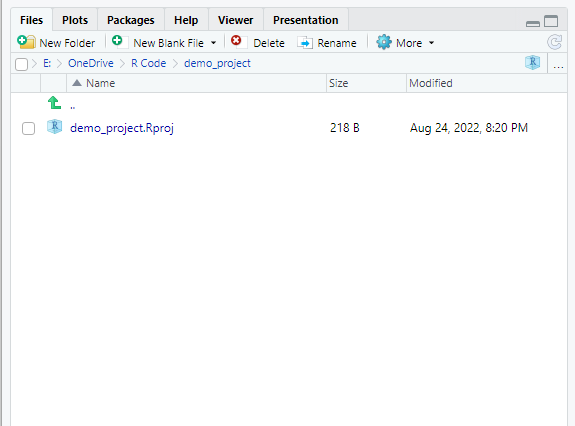 Files Plots Packages Help Viewer Presentation
New Folder New Blank File Delete Rename More
E: OneDrive R Code demo_project R ...
Name Size Modified
..
R demo_project.Rproj 218 B Aug 24, 2022, 8:20 PM